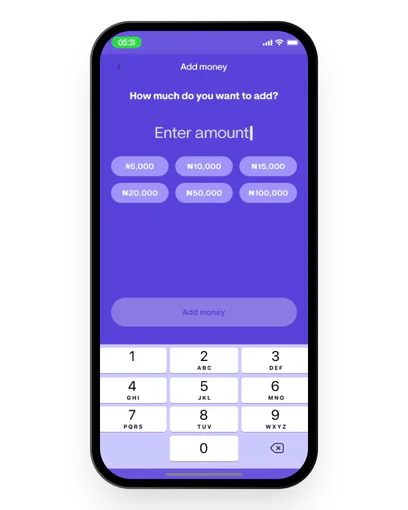 05:31
Add money
How much do you want to add?
Enter amount
₦5,000 ₦10,000 ₦15,000
₦20.000 ₦50,000 ₦100,000
Add money
1 2 3
ABC DEF
4 5 6
GHI JKL MNO
7 8 9
PQRS TUV WXYZ
0